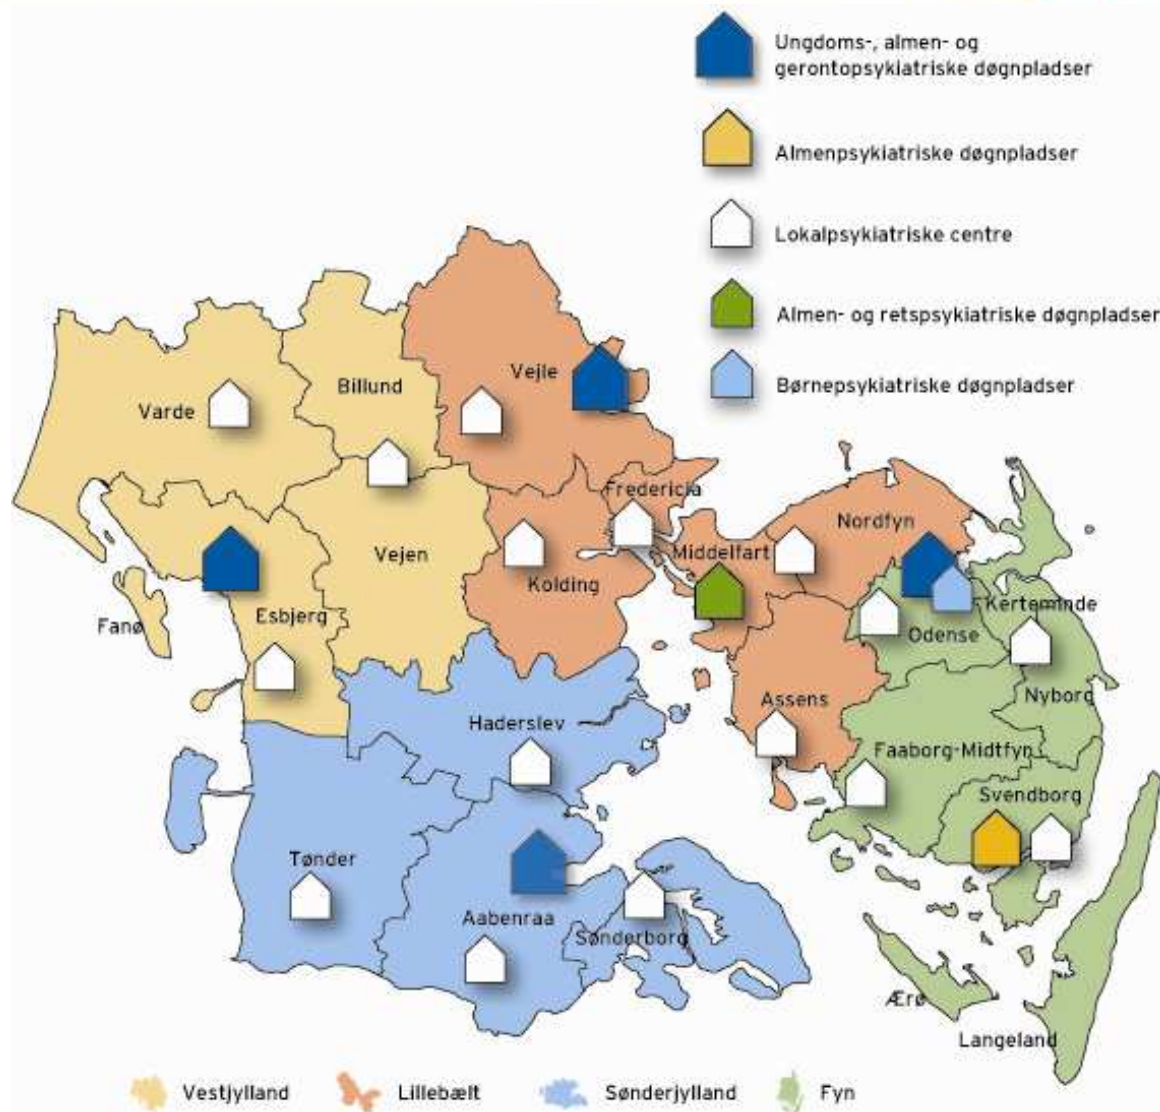 Ungdoms-, almen- og
gerontopsykiatriske døgnpladser
Almenpsykiatriske døgnpladser
Lokalpsykiatriske centre
Almen- og retspsykiatriske døgnpladser
Børnepsykiatriske døgnpladser
Vejle
Billund
Varde
Fredericia
Nordfyn
Middelfart
Vejen
Kolding
Esbjerg
Fanø
Kerteminde
Odense
Nyborg
Assens
Haderslev
Faaborg-Midtfyn
Svendborg
Tønder
Aabenraa
Sønderborg
Ærø
Langeland
Vestjylland
Lillebælt
Sønderjylland
Fyn